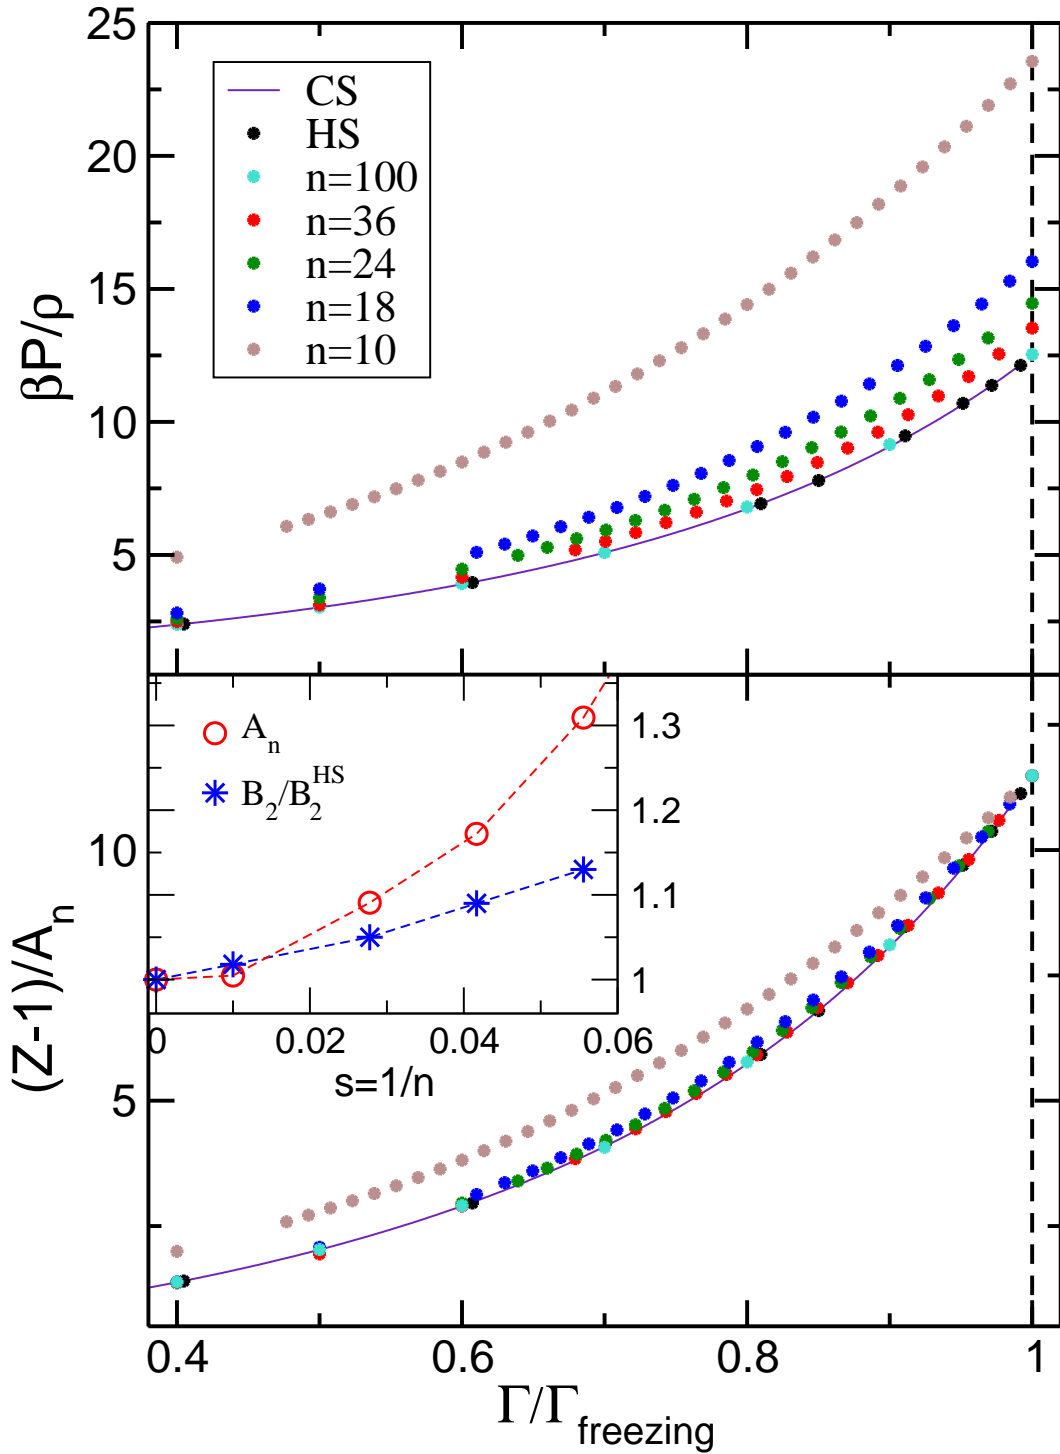 25
20
15
10
5
βP/ρ
CS
HS
n=100
n=36
n=24
n=18
n=10
10
5
(Z-1)/A_n
A_n
B_2/B_2^HS
1.3
1.2
1.1
1
0 0.02 0.04 0.06
s=1/n
0.4 0.6 0.8 1
Γ/Γ_freezing